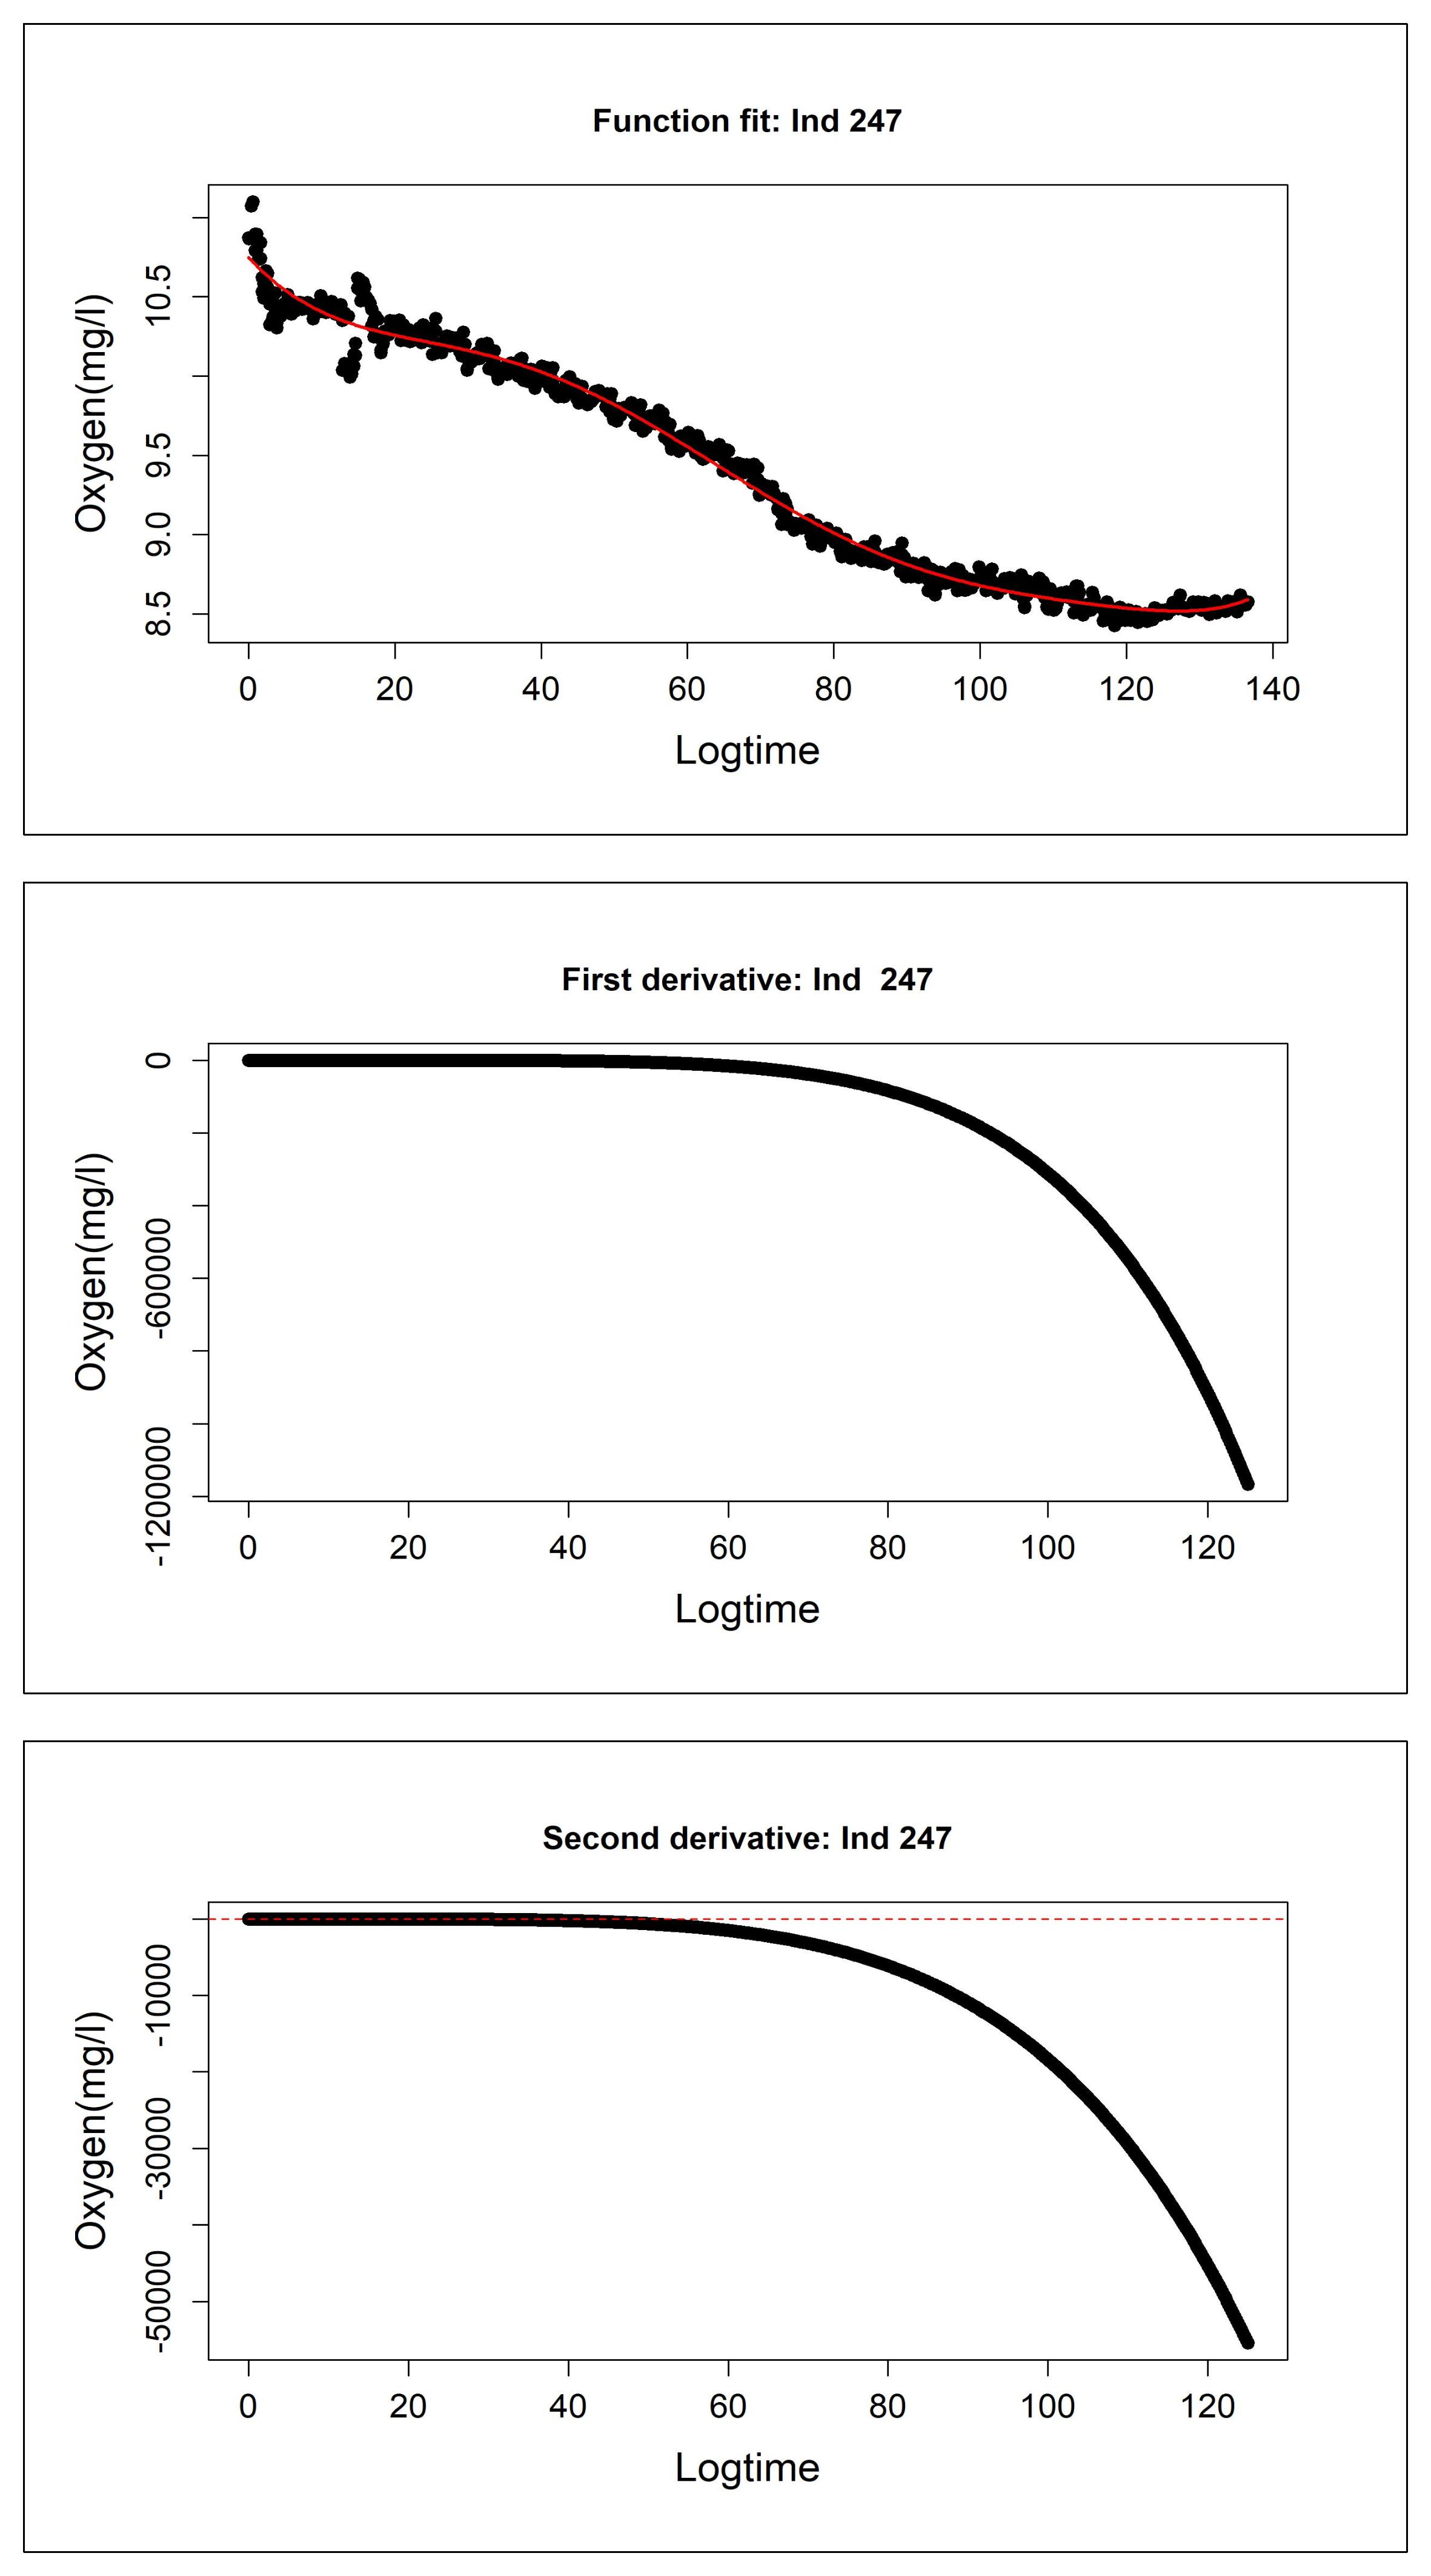 Function fit: Ind 247
Oxygen(mg/l)
10.5
9.5
9.0
8.5
0 20 40 60 80 100 120 140
Logtime
First derivative: Ind  247
Oxygen(mg/l)
0
-600000
-1200000
0 20 40 60 80 100 120
Logtime
Second derivative: Ind 247
Oxygen(mg/l)
-10000
-30000
-50000
0 20 40 60 80 100 120
Logtime